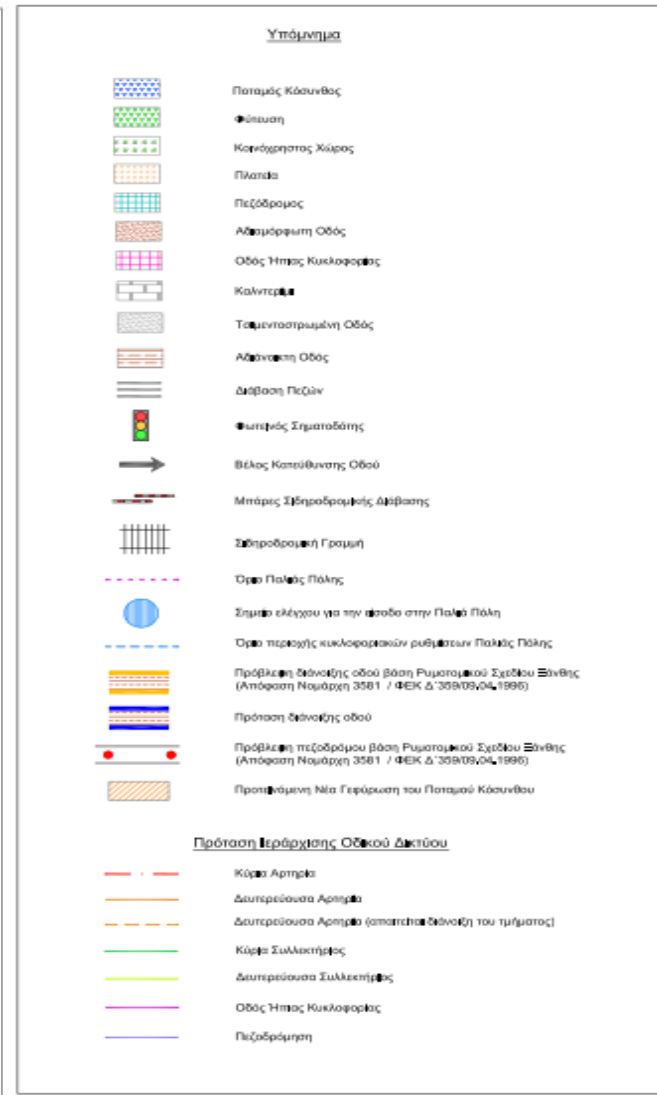 Υπόμνημα
Ποταμός Κόσυνθος
Φύτευση
Κοινόχρηστος Χώρος
Πλατεία
Πεζόδρομος
Αδιαμόρφωτη Οδός
Οδός Ήπιας Κυκλοφορίας
Καλντερίμι
Τσιμεντοστρωμένη Οδός
Αδιάνοικτη Οδός
Διάβαση Πεζών
Φωτεινός Σηματοδότης
Βέλος Κατεύθυνσης Οδού
Μπάρες Σιδηροδρομικής Διάβασης
Σιδηροδρομική Γραμμή
Όριο Παλιάς Πόλης
Σημείο ελέγχου για την είσοδο στην Παλιά Πόλη
Όριο περιοχής κυκλοφοριακών ρυθμίσεων Παλιάς Πόλης
Πρόβλεψη διάνοιξης οδού βάση Ρυμοτομικού Σχεδίου Ξάνθης
(Απόφαση Νομάρχη 3581 / ΦΕΚ Δ΄359/09.04.1996)
Πρόταση διάνοιξης οδού
Πρόβλεψη πεζοδρόμου βάση Ρυμοτομικού Σχεδίου Ξάνθης
(Απόφαση Νομάρχη 3581 / ΦΕΚ Δ΄359/09.04.1996)
Προτεινόμενη Νέα Γεφύρωση του Ποταμού Κόσυνθου
Πρόταση Ιεράρχισης Οδικού Δικτύου
Κύρια Αρτηρία
Δευτερεύουσα Αρτηρία
Δευτερεύουσα Αρτηρία (απαιτείται διάνοιξη του τμήματος)
Κύρια Συλλεκτήριος
Δευτερεύουσα Συλλεκτήριος
Οδός Ήπιας Κυκλοφορίας
Πεζοδρόμηση